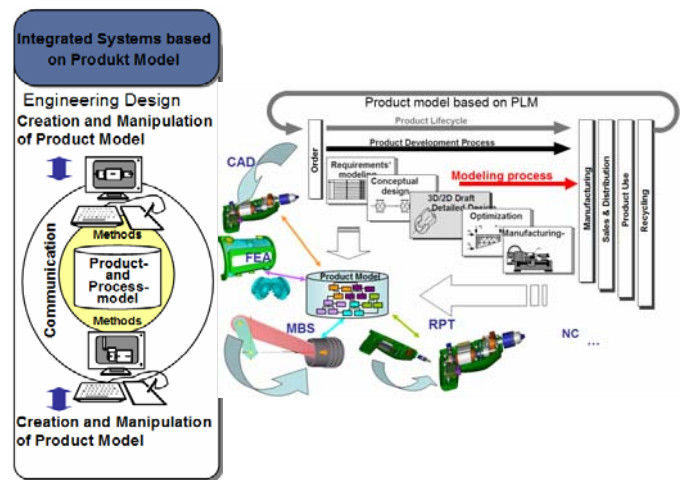 Integrated Systems based
on Produkt Model
Engineering Design
Creation and Manipulation
of Product Model
Communication
Methods
Product-
and
Process-
model
Methods
Creation and Manipulation
of Product Model
Product model based on PLM
Product Lifecycle
Product Development Process
Order
Requirements'
modeling
Conceptual
design
3D/2D Draft
Detailed Design
Optimization
Manufacturing-
Modeling process
Manufacturing
Sales & Distribution
Product Use
Recycling
CAD
FEA
Product Model
MBS
RPT
NC ...